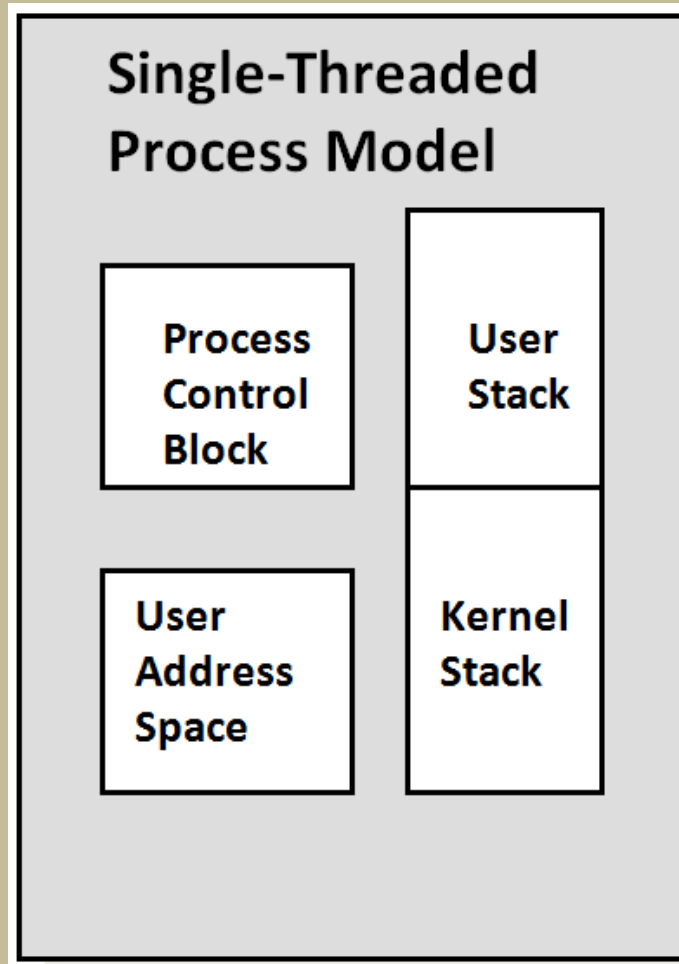 Single-Threaded
Process Model
Process
Control
Block
User
Stack
User
Address
Space
Kernel
Stack